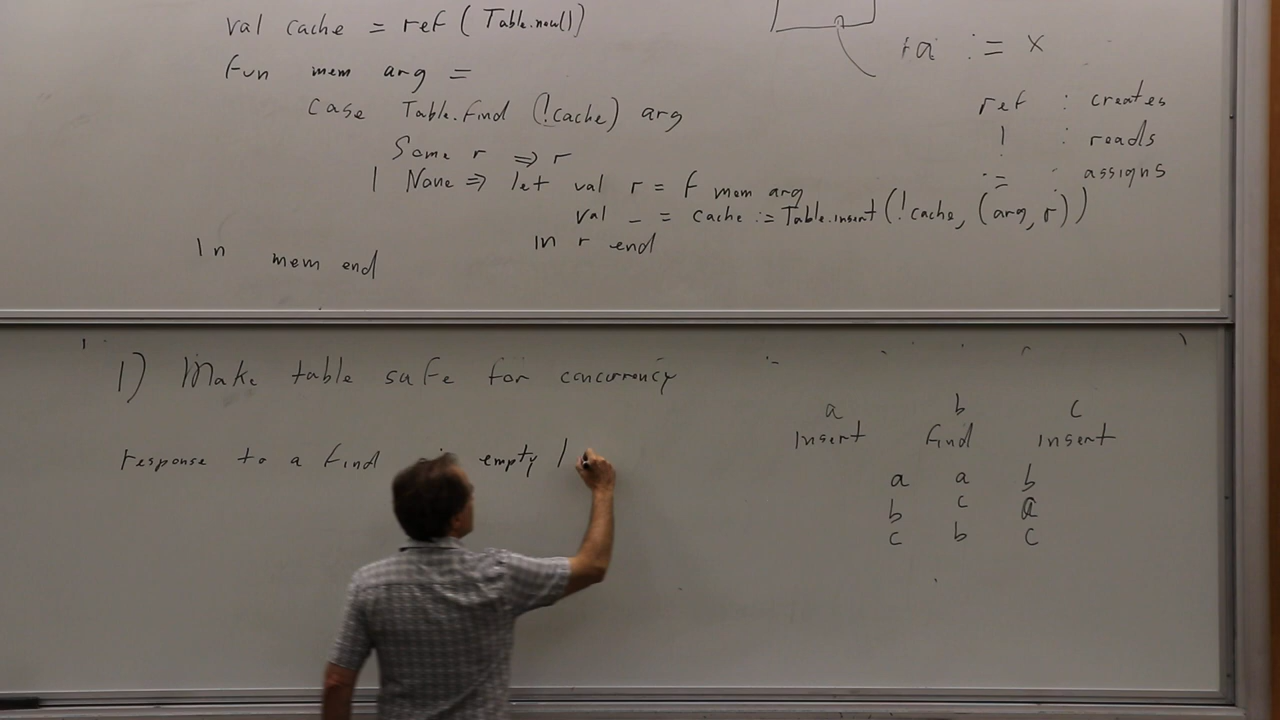 val cache = ref ( Table.new())
fun mem arg =
case Table.find (!cache) arg
Some r ⇒ r
| None ⇒ let val r = f mem arg
val _ = cache := Table.insert (!cache, (arg, r))
in r end
In mem end
a := x
ref : creates
! : reads
:= : assigns
1) Make table safe for concurrency
response to a find empty /
a b c
Insert find insert
a a b
b c a
c b c